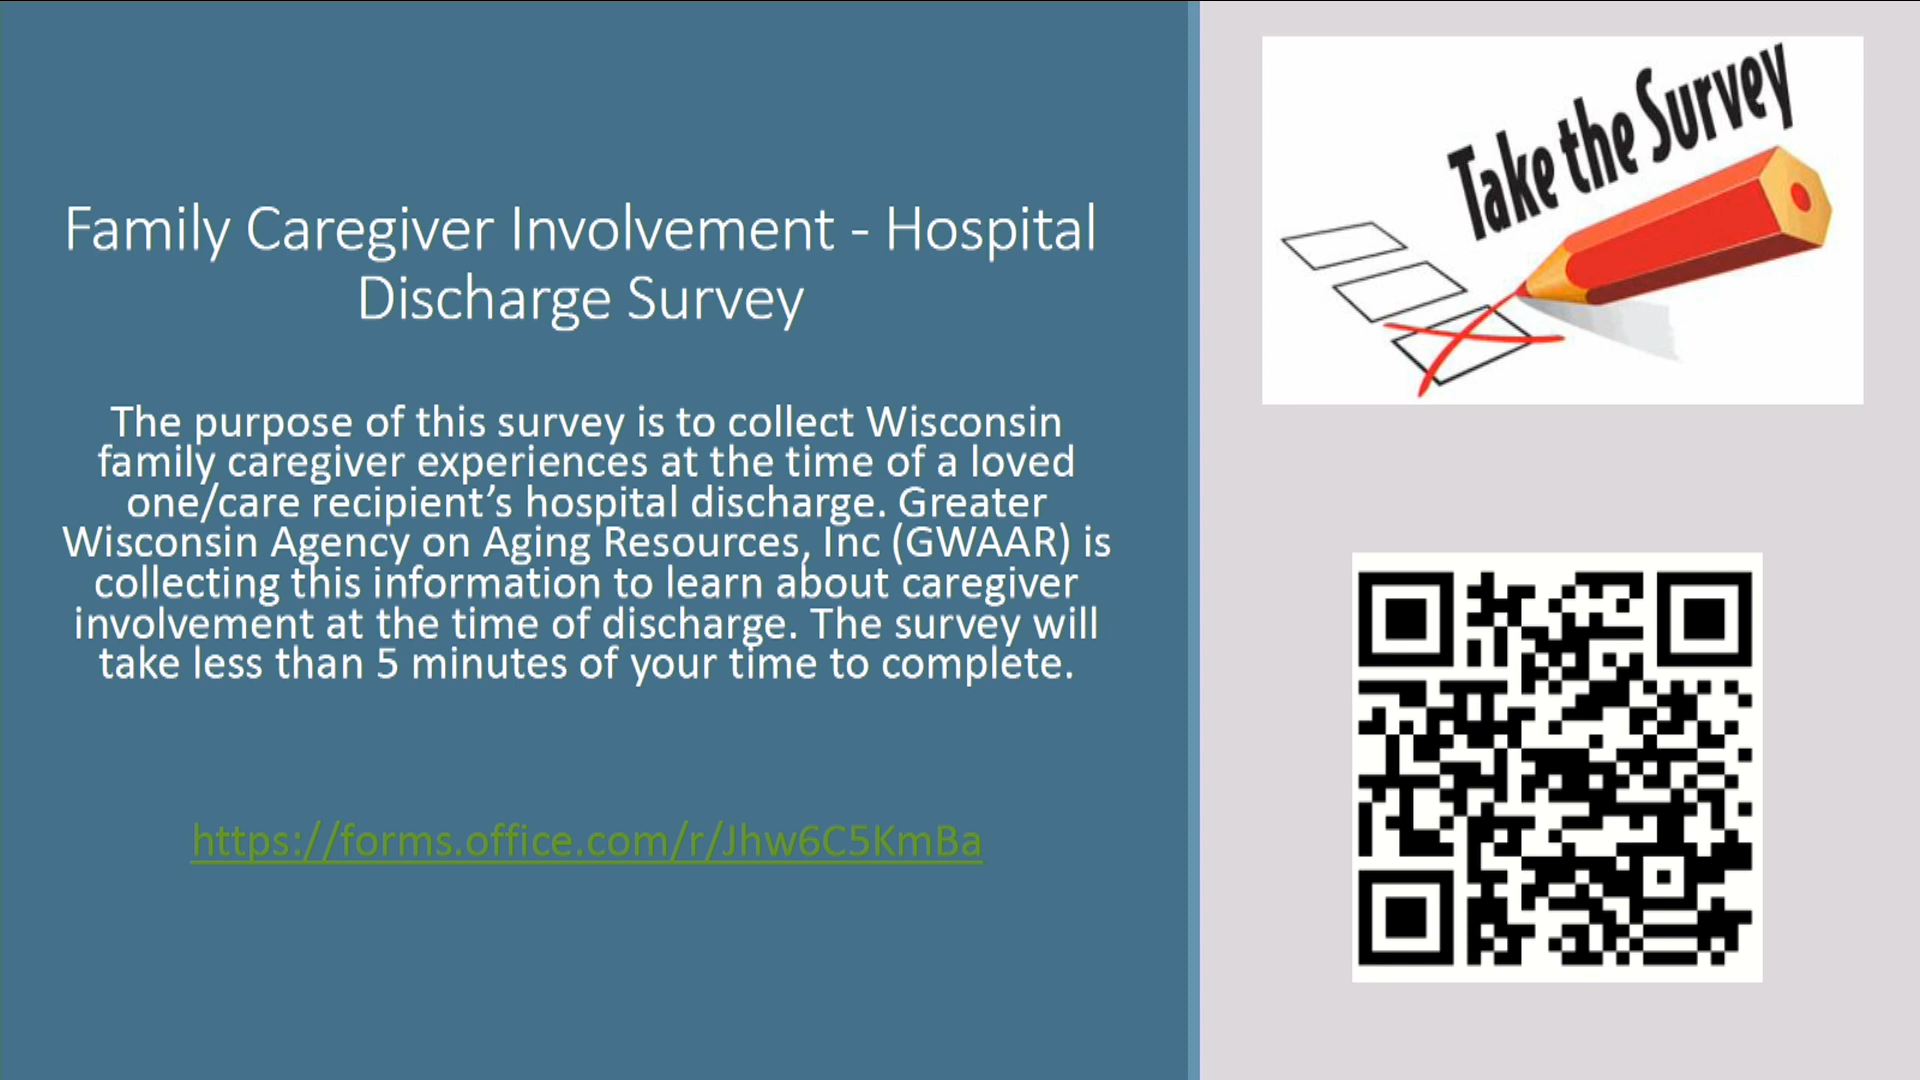 Family Caregiver Involvement - Hospital
Discharge Survey
The purpose of this survey is to collect Wisconsin
family caregiver experiences at the time of a loved
one/care recipient’s hospital discharge. Greater
Wisconsin Agency on Aging Resources, Inc (GWAAR) is
collecting this information to learn about caregiver
involvement at the time of discharge. The survey will
take less than 5 minutes of your time to complete.
https://forms.office.com/r/Jhw6C5KmBa
Take the Survey